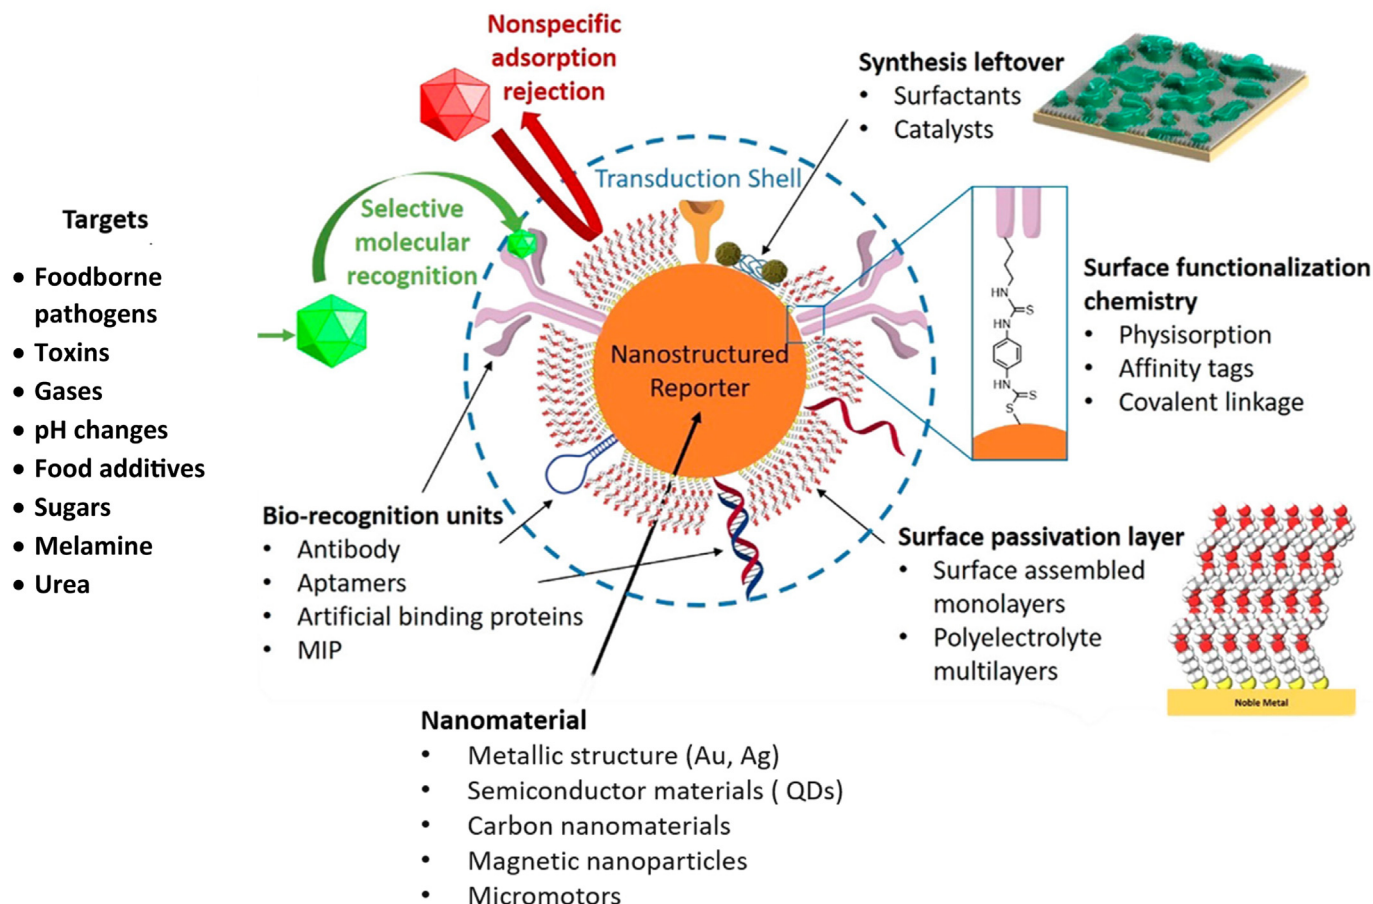 Nonspecific
adsorption
rejection
Synthesis leftover
• Surfactants
• Catalysts
Transduction Shell
Targets
• Foodborne
pathogens
• Toxins
• Gases
• pH changes
• Food additives
• Sugars
• Melamine
• Urea
Selective
molecular
recognition
Nanostructured
Reporter
HN
S
HN
HN
S
S
Surface functionalization
chemistry
• Physisorption
• Affinity tags
• Covalent linkage
Bio-recognition units
• Antibody
• Aptamers
• Artificial binding proteins
• MIP
Surface passivation layer
• Surface assembled
monolayers
• Polyelectrolyte
multilayers
Noble Metal
Nanomaterial
• Metallic structure (Au, Ag)
• Semiconductor materials ( QDs)
• Carbon nanomaterials
• Magnetic nanoparticles
• Micromotors